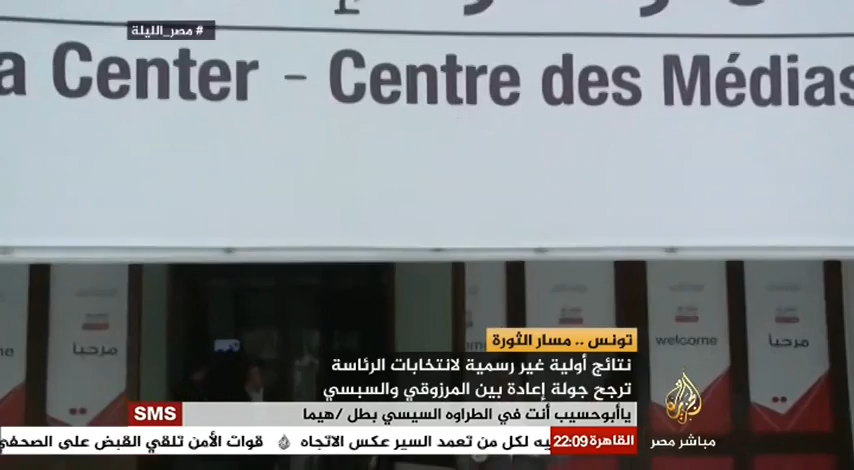 # مصر_الليلة
a Center - Centre des Médias
welcome
مرحبا
welcome
مرحبا
تونس .. مسار الثورة
نتائج أولية غير رسمية لانتخابات الرئاسة
ترجح جولة إعادة بين المرزوقي والسبسي
SMS ياأبوحسيب أنت في الطراوه السيسي بطل /هيما
القاهرة 22:09 يه لكل من تعمد السير عكس الاتجاه قوات الأمن تلقي القبض على الصحفي
الجزيرة
مباشر مصر